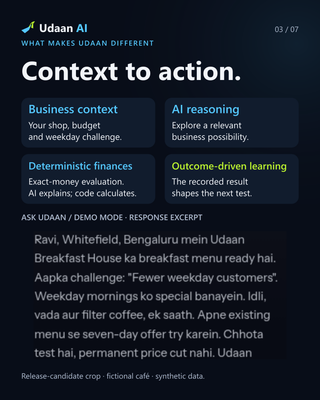 Udaan AI
03 / 07
WHAT MAKES UDAAN DIFFERENT
Context to action.
Business context
Your shop, budget
and weekday challenge.
AI reasoning
Explore a relevant
business possibility.
Deterministic finances
Exact-money evaluation.
AI explains; code calculates.
Outcome-driven learning
The recorded result
shapes the next test.
ASK UDAAN / DEMO MODE · RESPONSE EXCERPT
Ravi, Whitefield, Bengaluru mein Udaan
Breakfast House ka breakfast menu ready hai.
Aapka challenge: "Fewer weekday customers".
Weekday mornings ko special banayein. Idli,
vada aur filter coffee, ek saath. Apne existing
menu se seven-day offer try karein. Chhota
test hai, permanent price cut nahi. Udaan
Release-candidate crop · fictional café · synthetic data.